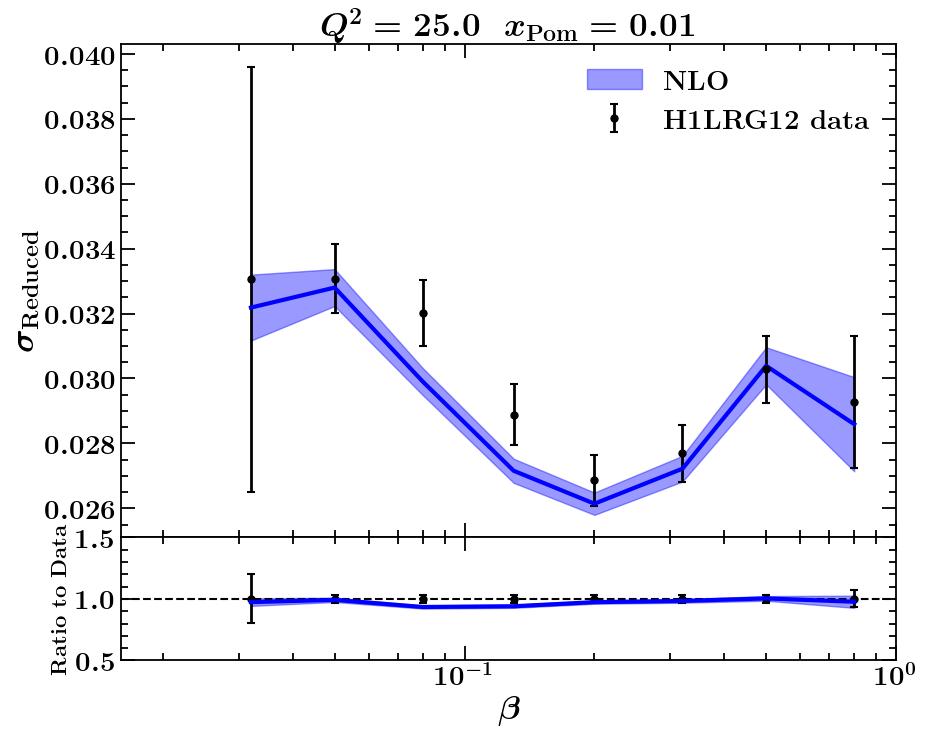 Q² = 25.0 x_Pom = 0.01
NLO
H1LRG12 data
σ_Reduced
0.040
0.038
0.036
0.034
0.032
0.030
0.028
0.026
Ratio to Data
1.5
1.0
0.5
10⁻¹
10⁰
β